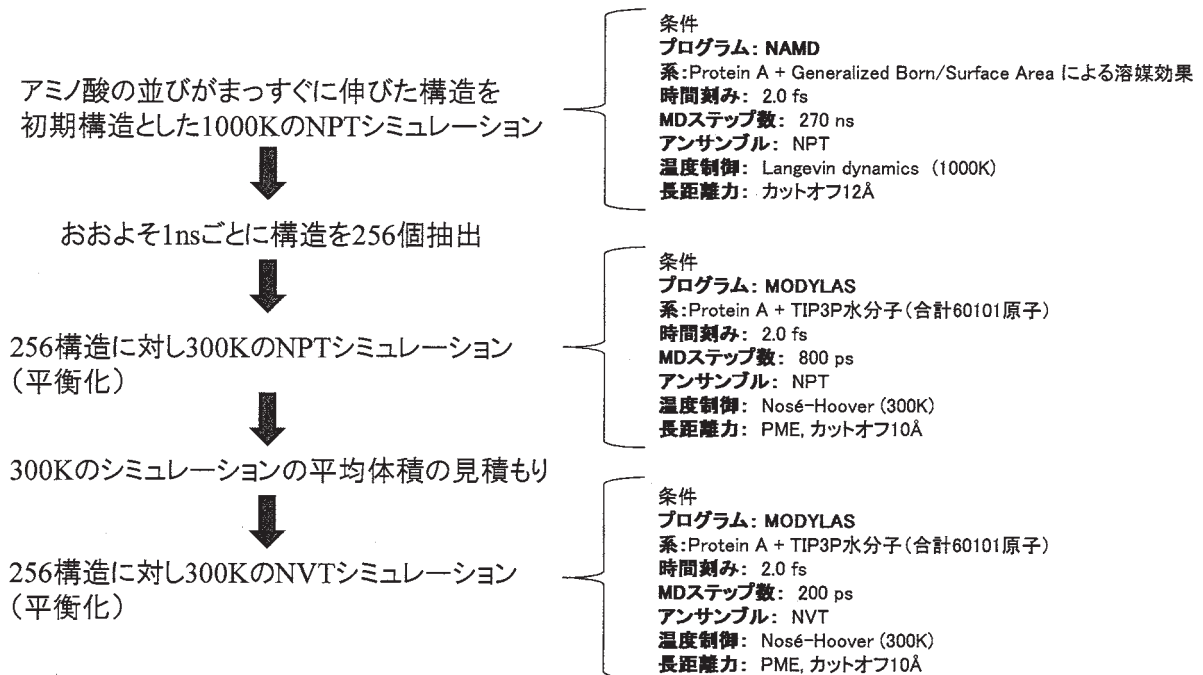 アミノ酸の並びがまっすぐに伸びた構造を
初期構造とした1000KのNPTシミュレーション
条件
プログラム: NAMD
系:Protein A + Generalized Born/Surface Area による溶媒効果
時間刻み: 2.0 fs
MDステップ数: 270 ns
アンサンブル: NPT
温度制御: Langevin dynamics (1000K)
長距離力: カットオフ12Å
おおよそ1nsごとに構造を256個抽出
256構造に対し300KのNPTシミュレーション
(平衡化)
条件
プログラム: MODYLAS
系:Protein A + TIP3P水分子(合計60101原子)
時間刻み: 2.0 fs
MDステップ数: 800 ps
アンサンブル: NPT
温度制御: Nosé-Hoover (300K)
長距離力: PME, カットオフ10Å
300Kのシミュレーションの平均体積の見積もり
256構造に対し300KのNVTシミュレーション
(平衡化)
条件
プログラム: MODYLAS
系:Protein A + TIP3P水分子(合計60101原子)
時間刻み: 2.0 fs
MDステップ数: 200 ps
アンサンブル: NVT
温度制御: Nosé-Hoover (300K)
長距離力: PME, カットオフ10Å